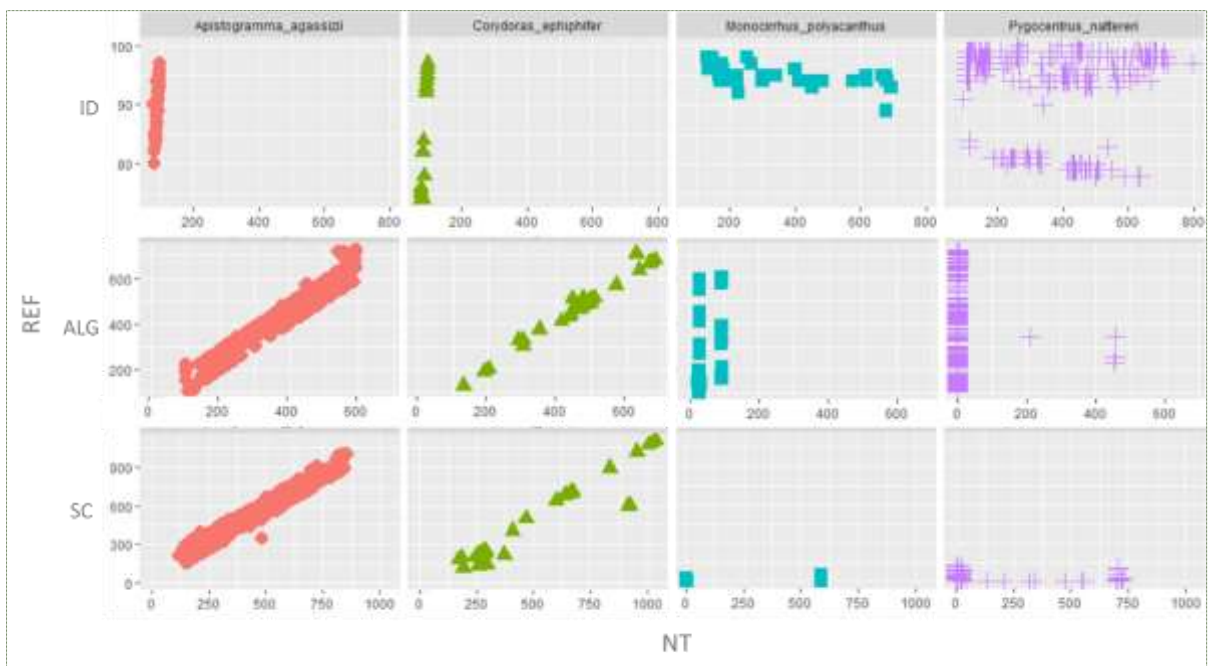 Apistogramma_agassizii Corydoras_ephiphifer Monocirrhus_polyacanthus Pygocentrus_nattereri
100
90
80
ID
200 400 600 800 200 400 600 800 200 400 600 800 200 400 600 800
600
400
200
REF
ALG
0 200 400 600 0 200 400 600 0 200 400 600 0 200 400 600
900
600
300
0
SC
0 250 500 750 1000 0 250 500 750 1000 0 250 500 750 1000 0 250 500 750 1000
NT